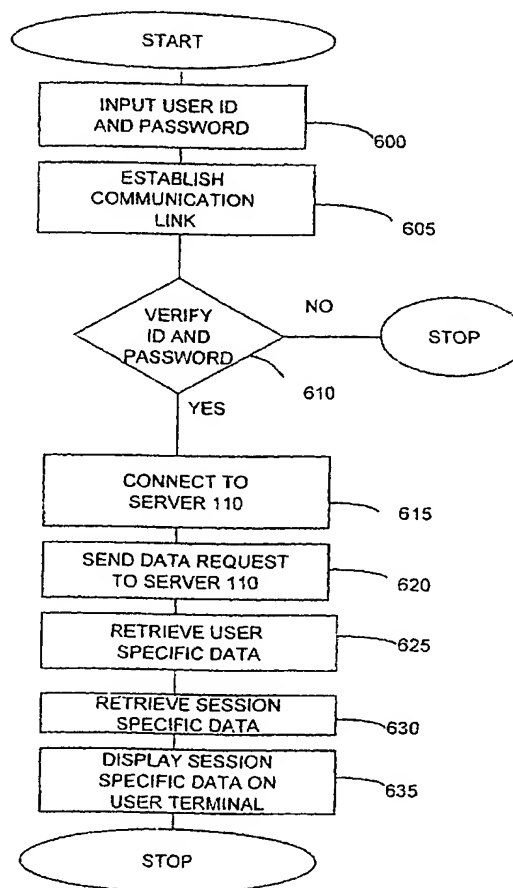 START
INPUT USER ID
AND PASSWORD
600
ESTABLISH
COMMUNICATION
LINK
605
VERIFY
ID AND
PASSWORD
610
NO
STOP
YES
CONNECT TO
SERVER 110
615
SEND DATA REQUEST
TO SERVER 110
620
RETRIEVE USER
SPECIFIC DATA
625
RETRIEVE SESSION
SPECIFIC DATA
630
DISPLAY SESSION
SPECIFIC DATA ON
USER TERMINAL
635
STOP